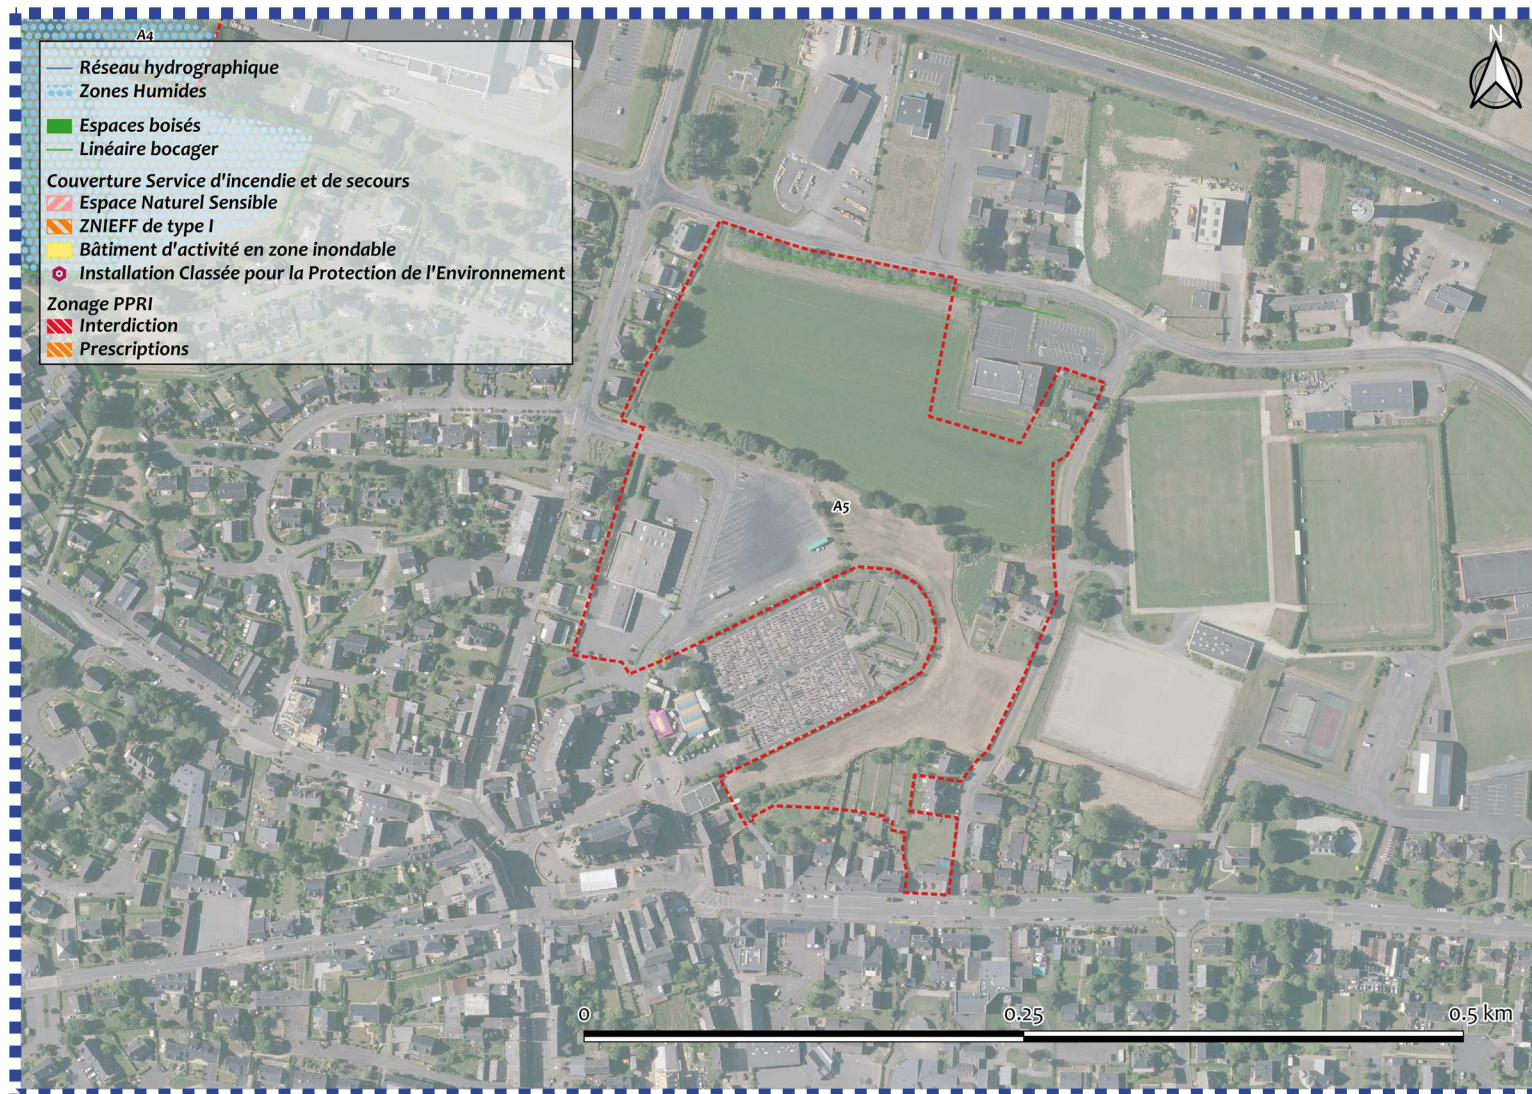 A4
N
Réseau hydrographique
Zones Humides
Espaces boisés
Linéaire bocager
Couverture Service d'incendie et de secours
Espace Naturel Sensible
ZNIEFF de type I
Bâtiment d'activité en zone inondable
Installation Classée pour la Protection de l'Environnement
Zonage PPRI
Interdiction
Prescriptions
A5
0 0.25 0.5 km